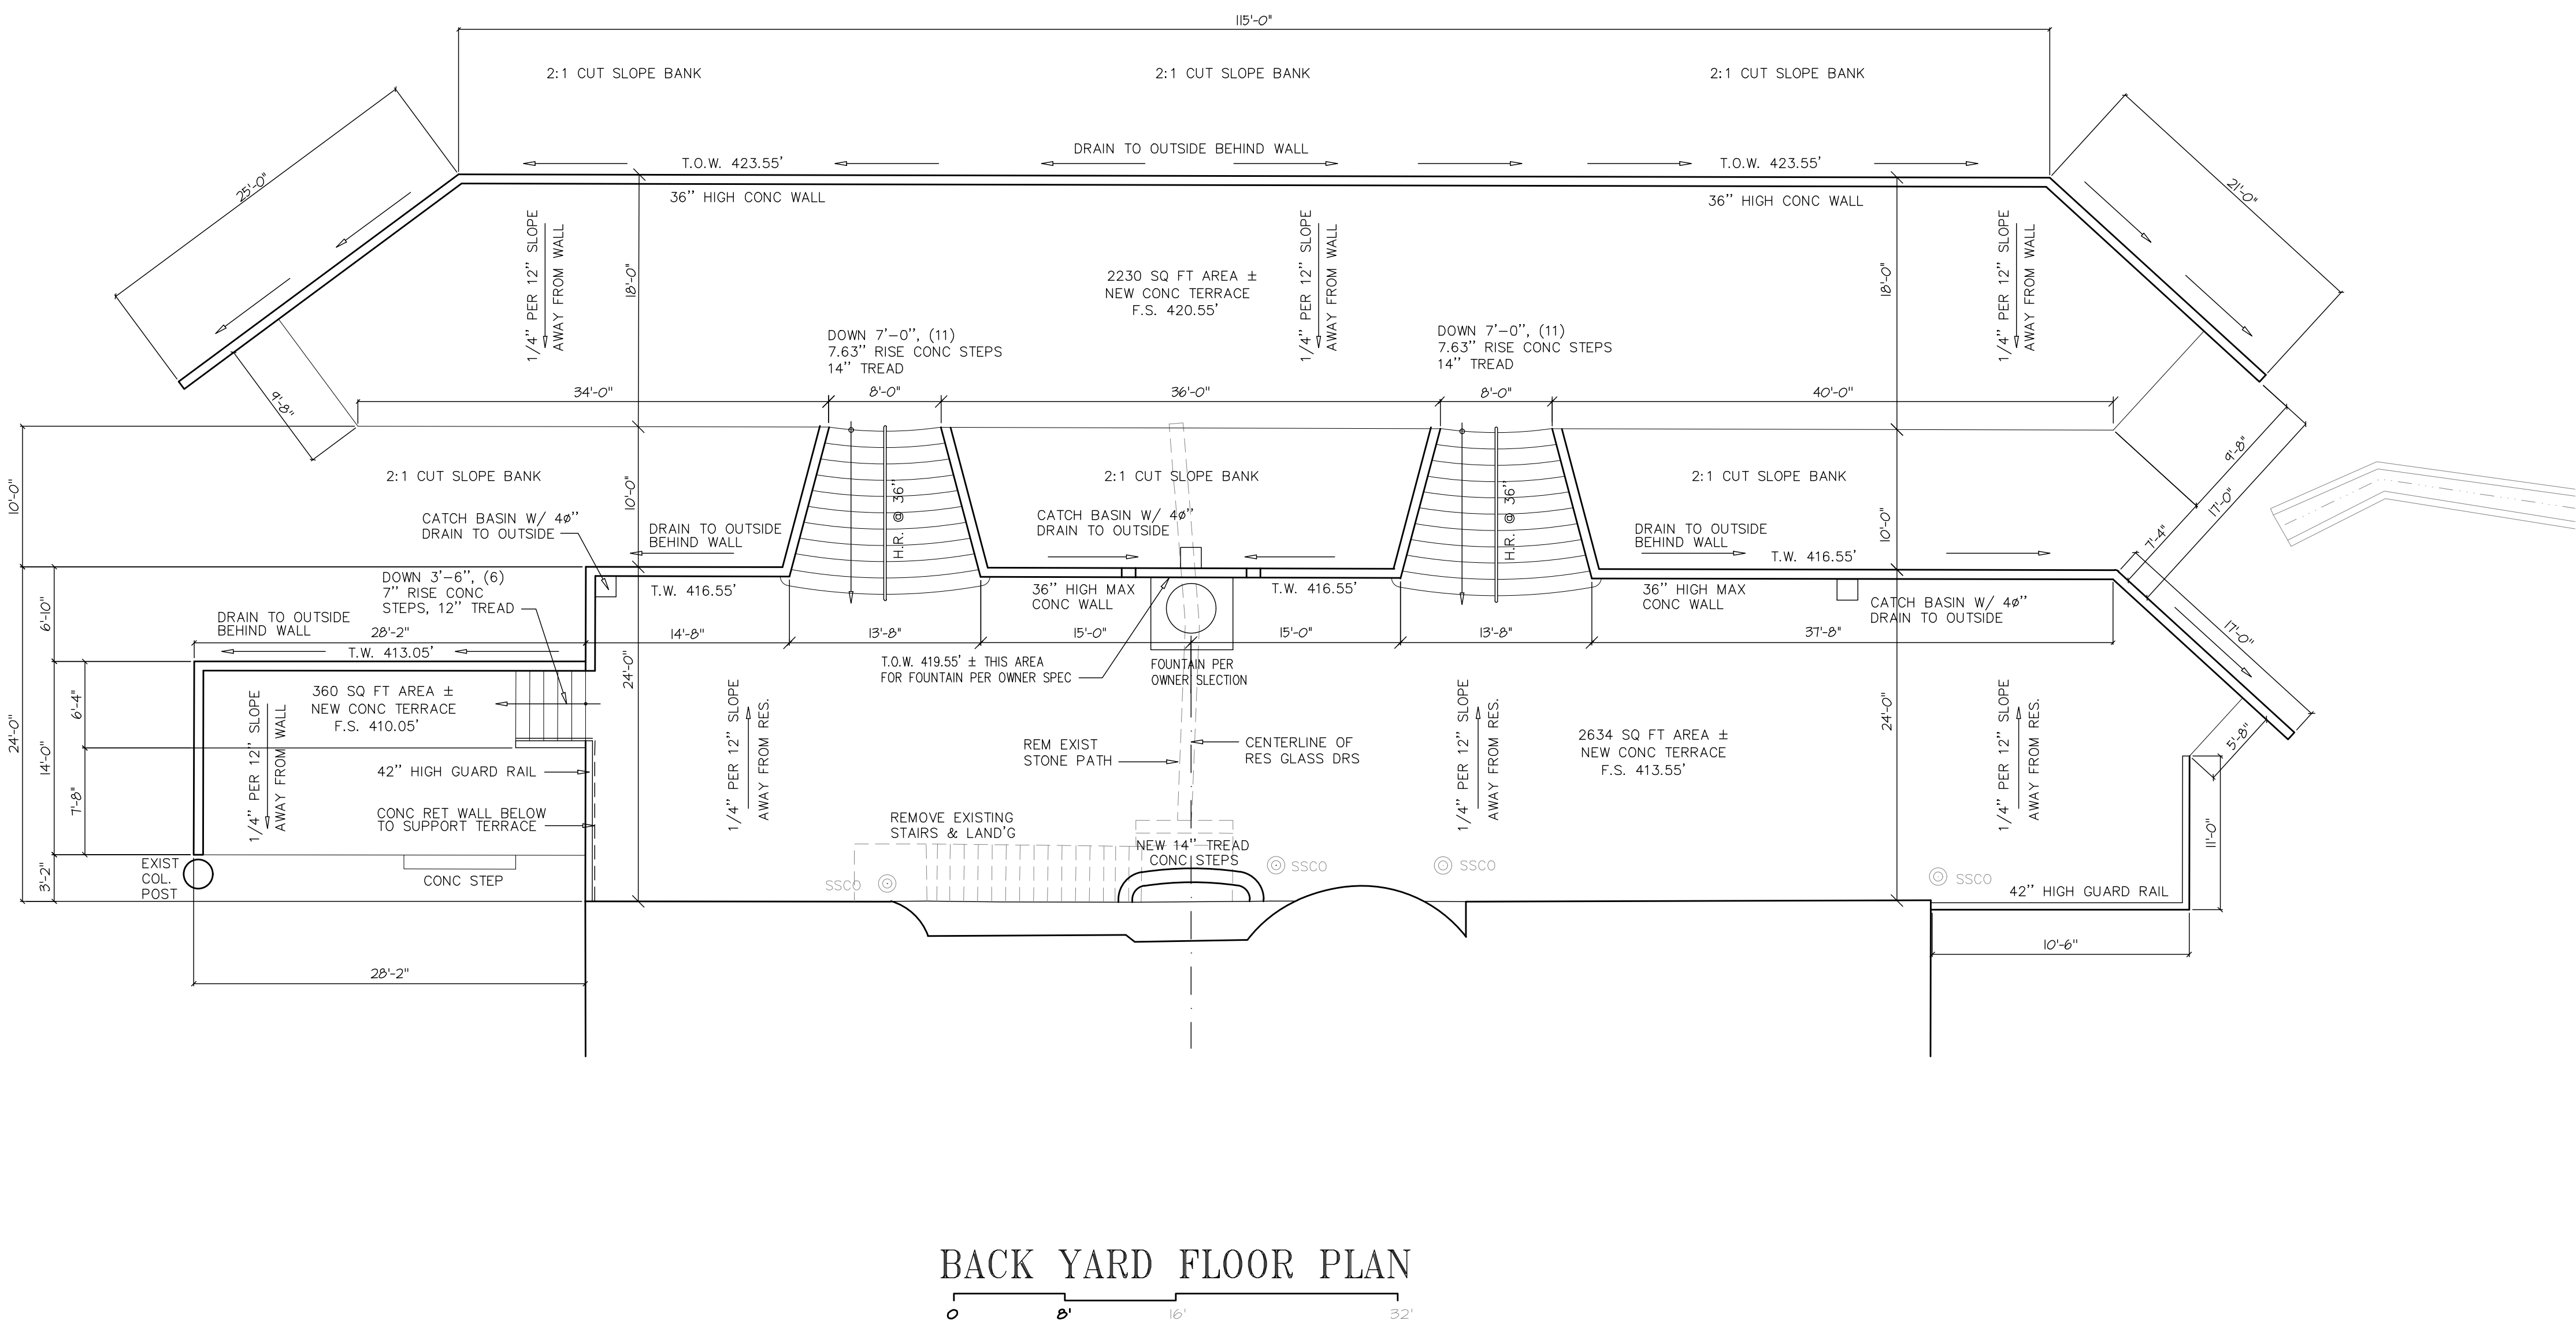 115'-0"
2:1 CUT SLOPE BANK
2:1 CUT SLOPE BANK
2:1 CUT SLOPE BANK
25'-0"
21'-0"
DRAIN TO OUTSIDE BEHIND WALL
T.O.W. 423.55'
T.O.W. 423.55'
36" HIGH CONC WALL
36" HIGH CONC WALL
1/4" PER 12" SLOPE
AWAY FROM WALL
18'-0"
1/4" PER 12" SLOPE
AWAY FROM WALL
18'-0"
1/4" PER 12" SLOPE
AWAY FROM WALL
2230 SQ FT AREA ±
NEW CONC TERRACE
F.S. 420.55'
DOWN 7'-0", (11)
7.63" RISE CONC STEPS
14" TREAD
DOWN 7'-0", (11)
7.63" RISE CONC STEPS
14" TREAD
9'-8"
34'-0"
8'-0"
36'-0"
8'-0"
40'-0"
10'-0"
2:1 CUT SLOPE BANK
10'-0"
2:1 CUT SLOPE BANK
2:1 CUT SLOPE BANK
10'-0"
9'-8"
17'-0"
7'-4"
H.R. @ 36"
H.R. @ 36"
CATCH BASIN W/ 4ø"
DRAIN TO OUTSIDE
DRAIN TO OUTSIDE
BEHIND WALL
CATCH BASIN W/ 4ø"
DRAIN TO OUTSIDE
DRAIN TO OUTSIDE
BEHIND WALL
T.W. 416.55'
DOWN 3'-6", (6)
7" RISE CONC
STEPS, 12" TREAD
T.W. 416.55'
36" HIGH MAX
CONC WALL
T.W. 416.55'
36" HIGH MAX
CONC WALL
CATCH BASIN W/ 4ø"
DRAIN TO OUTSIDE
6'-10"
DRAIN TO OUTSIDE
BEHIND WALL
28'-2"
14'-8"
13'-8"
15'-0"
15'-0"
13'-8"
37'-8"
17'-0"
T.W. 413.05'
T.O.W. 419.55' ± THIS AREA
FOR FOUNTAIN PER OWNER SPEC
FOUNTAIN PER
OWNER SLECTION
24'-0"
14'-0"
6'-4"
7'-8"
3'-2"
1/4" PER 12" SLOPE
AWAY FROM WALL
360 SQ FT AREA ±
NEW CONC TERRACE
F.S. 410.05'
24'-0"
1/4" PER 12" SLOPE
AWAY FROM RES.
REM EXIST
STONE PATH
CENTERLINE OF
RES GLASS DRS
1/4" PER 12" SLOPE
AWAY FROM RES.
2634 SQ FT AREA ±
NEW CONC TERRACE
F.S. 413.55'
24'-0"
1/4" PER 12" SLOPE
AWAY FROM RES.
5'-8"
11'-0"
42" HIGH GUARD RAIL
CONC RET WALL BELOW
TO SUPPORT TERRACE
REMOVE EXISTING
STAIRS & LAND'G
NEW 14" TREAD
CONC STEPS
EXIST
COL.
POST
CONC STEP
SSCO
SSCO
SSCO
SSCO
42" HIGH GUARD RAIL
10'-6"
28'-2"
BACK YARD FLOOR PLAN
0 8' 16' 32'